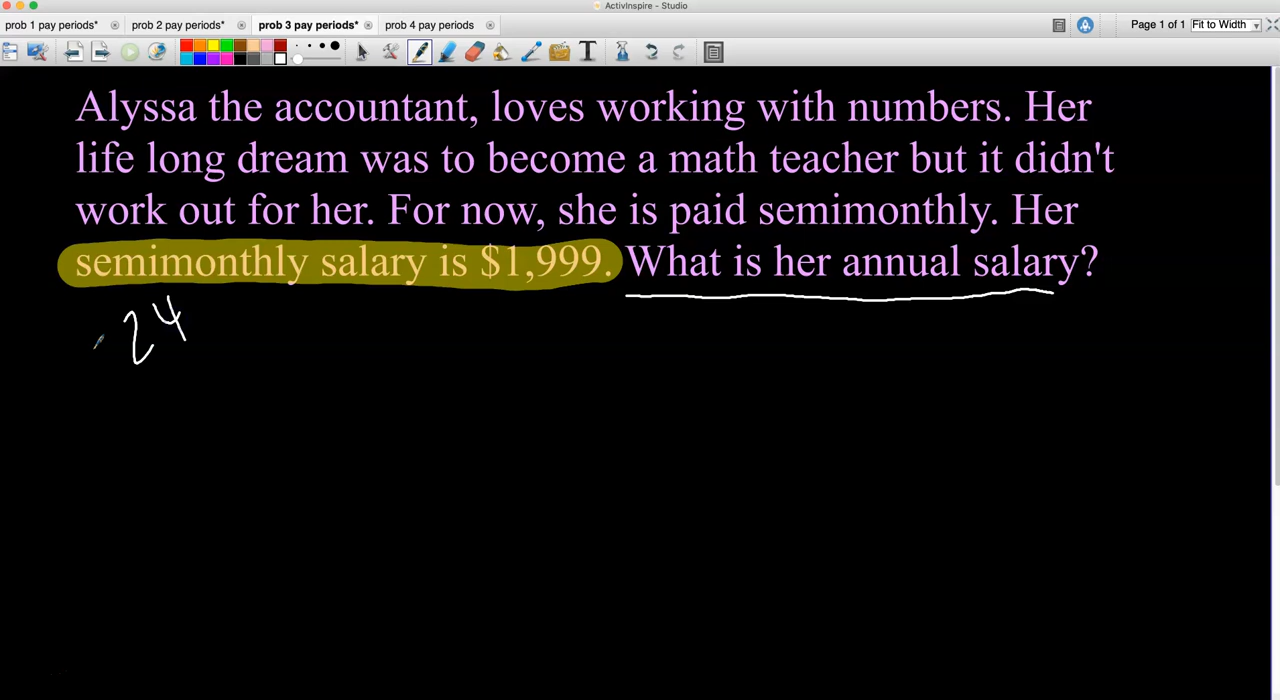 ActivInspire - Studio
prob 1 pay periods* prob 2 pay periods* prob 3 pay periods* prob 4 pay periods Page 1 of 1 Fit to Width
T
Alyssa the accountant, loves working with numbers. Her
life long dream was to become a math teacher but it didn't
work out for her. For now, she is paid semimonthly. Her
semimonthly salary is $1,999. What is her annual salary?
24